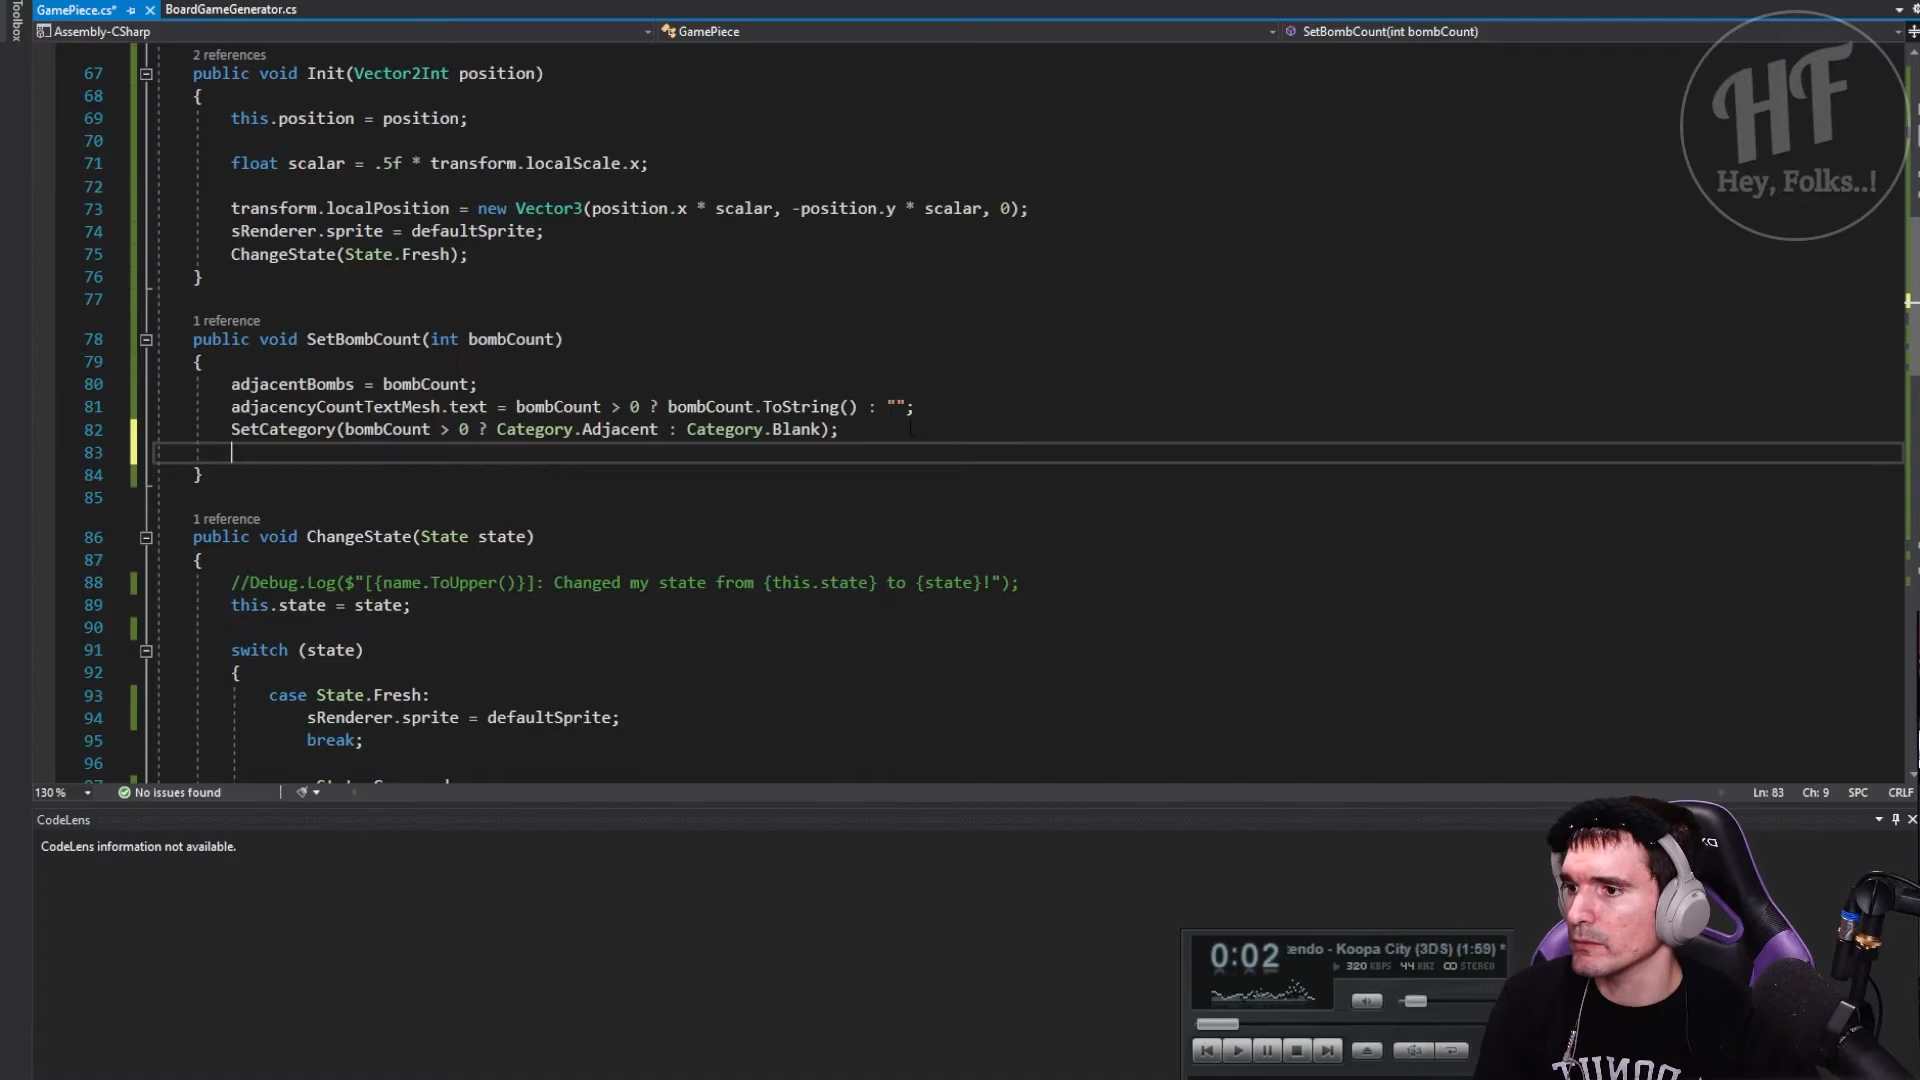 GamePiece.cs*
BoardGameGenerator.cs
Toolbox
Assembly-CSharp
GamePiece
SetBombCount(int bombCount)
HF
Hey, Folks..!
2 references
67 public void Init(Vector2Int position)
68 {
69 this.position = position;
70
71 float scalar = .5f * transform.localScale.x;
72
73 transform.localPosition = new Vector3(position.x * scalar, -position.y * scalar, 0);
74 sRenderer.sprite = defaultSprite;
75 ChangeState(State.Fresh);
76 }
77
1 reference
78 public void SetBombCount(int bombCount)
79 {
80 adjacentBombs = bombCount;
81 adjacencyCountTextMesh.text = bombCount > 0 ? bombCount.ToString() : "";
82 SetCategory(bombCount > 0 ? Category.Adjacent : Category.Blank);
83
84 }
85
1 reference
86 public void ChangeState(State state)
87 {
88 //Debug.Log($"[{name.ToUpper()}]: Changed my state from {this.state} to {state}!");
89 this.state = state;
90
91 switch (state)
92 {
93 case State.Fresh:
94 sRenderer.sprite = defaultSprite;
95 break;
96
130 %
No issues found
Ln: 83 Ch: 9 SPC CRLF
CodeLens
CodeLens information not available.
0:02
tendo - Koopa City (3DS) (1:59) *
320 KBPS 44 KHZ STEREO
DONUT